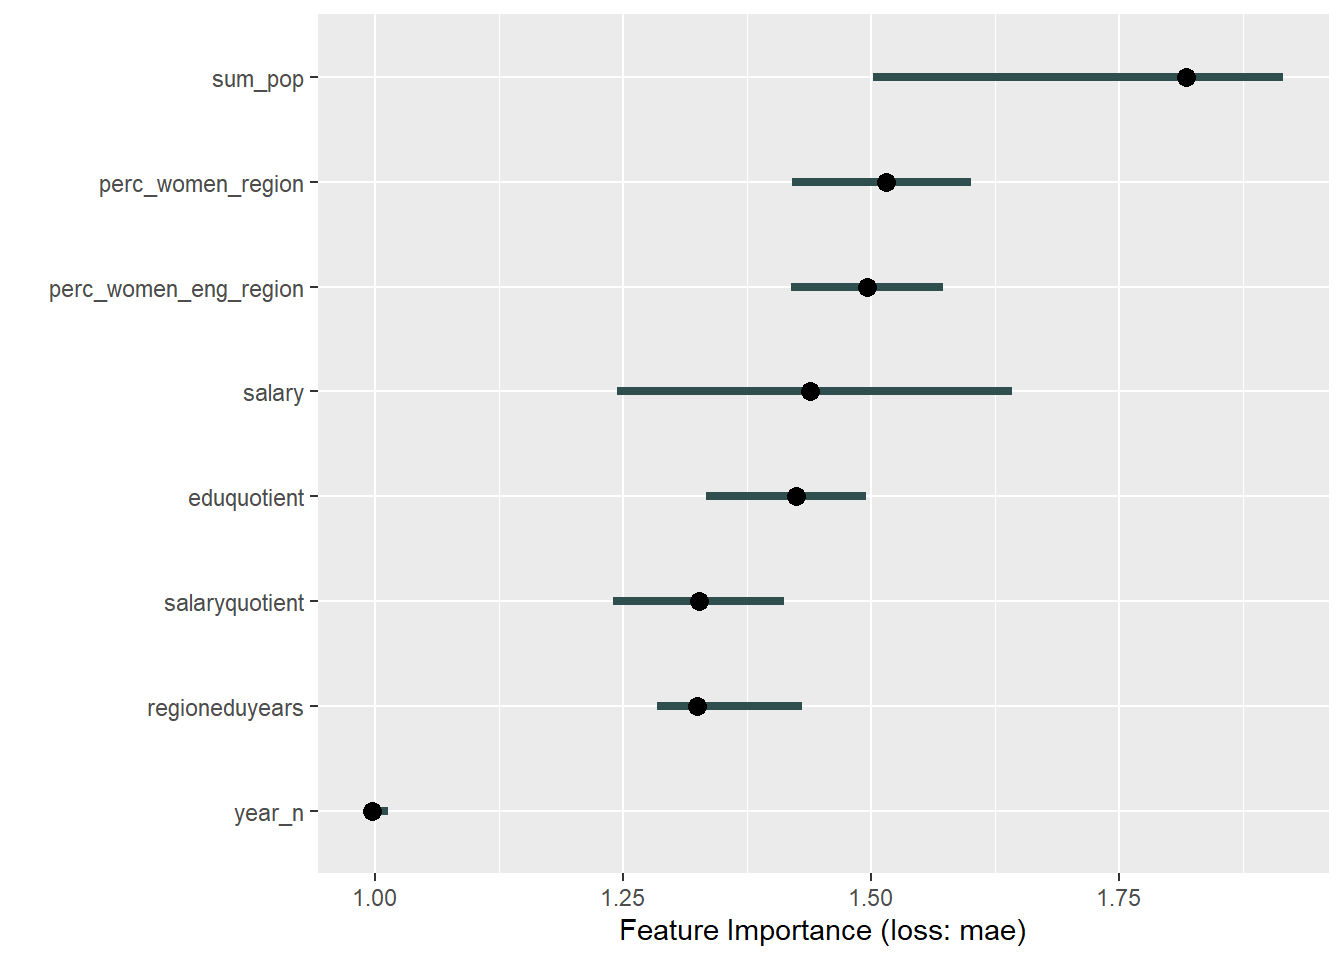 sum_pop
perc_women_region
perc_women_eng_region
salary
eduquotient
salaryquotient
regioneduyears
year_n
1.00 1.25 1.50 1.75
Feature Importance (loss: mae)